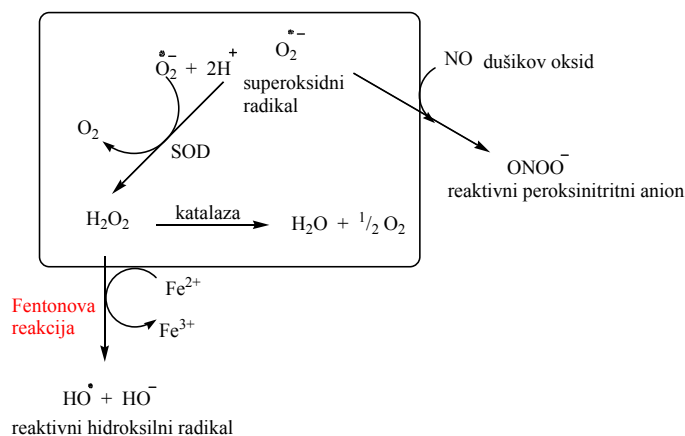 O₂•⁻ + 2H⁺
O₂•⁻
superoksidni
radikal
NO dušikov oksid
O₂
SOD
ONOO⁻
reaktivni peroksinitritni anion
H₂O₂
katalaza
H₂O + ¹/₂ O₂
Fentonova
reakcija
Fe²⁺
Fe³⁺
HO• + HO⁻
reaktivni hidroksilni radikal